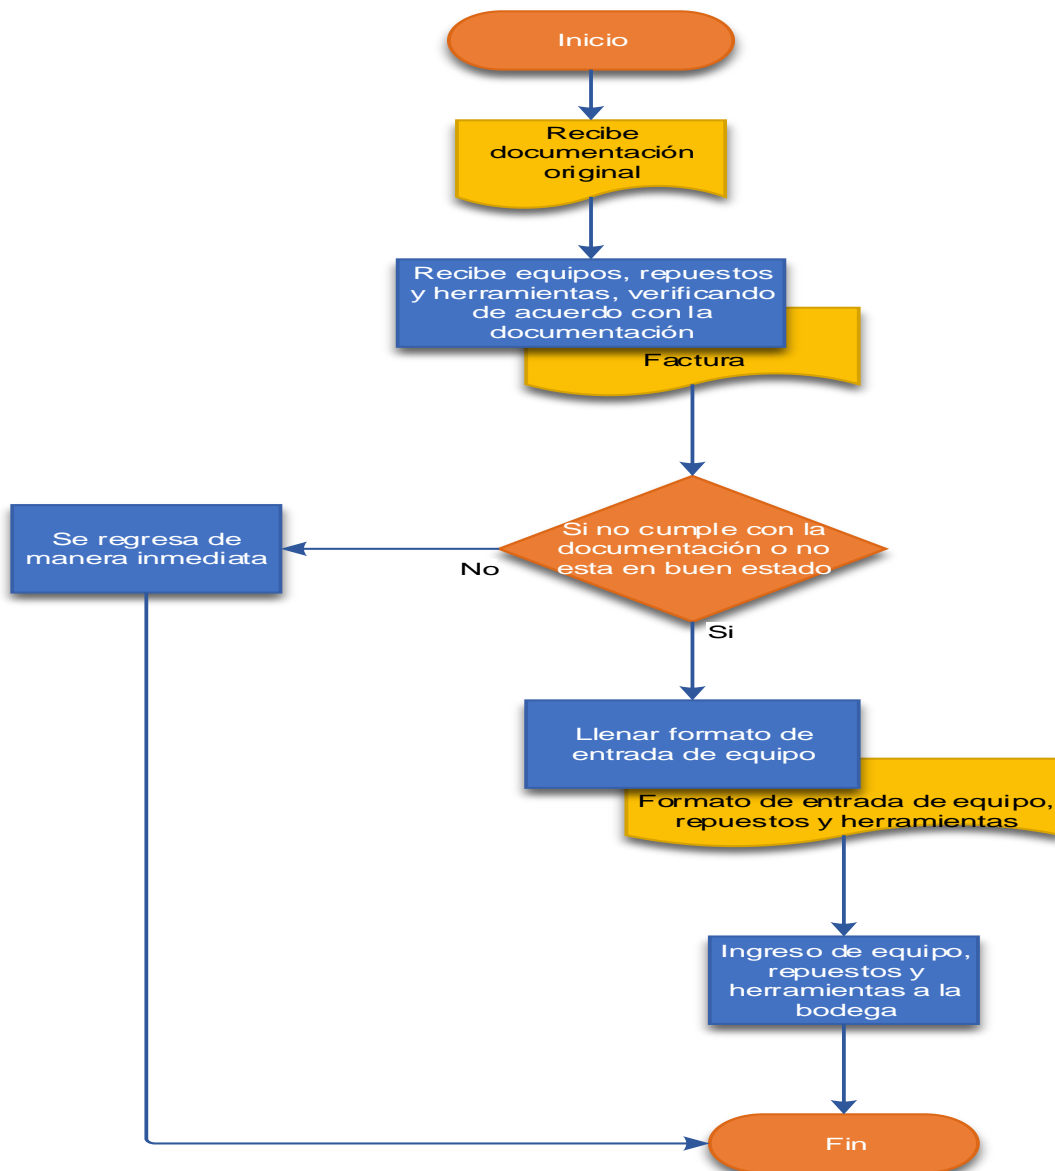 Inicio
Recibe
documentación
original
Recibe equipos, repuestos
y herramientas, verificando
de acuerdo con la
documentación
Factura
Si no cumple con la
documentación o no
esta en buen estado
No
Se regresa de
manera inmediata
Si
Llenar formato de
entrada de equipo
Formato de entrada de equipo,
repuestos y herramientas
Ingreso de equipo,
repuestos y
herramientas a la
bodega
Fin